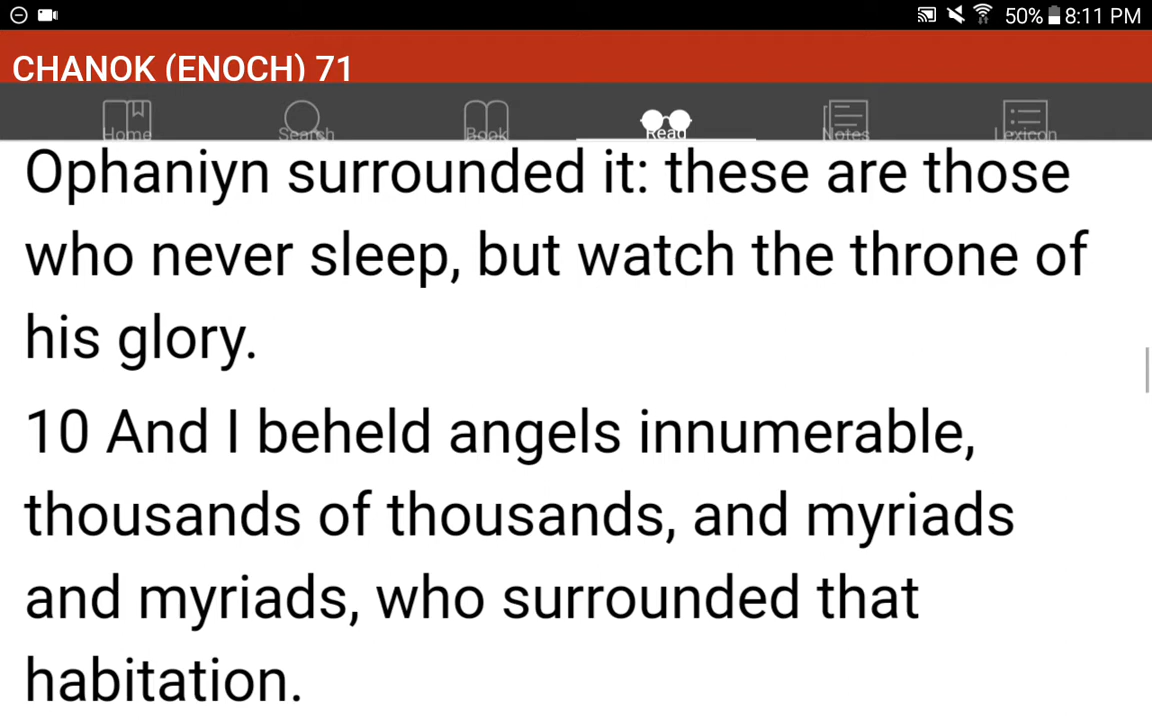 50% 8:11 PM
CHANOK (ENOCH) 71
Home Search Book Read Notes Lexicon
Ophaniyn surrounded it: these are those
who never sleep, but watch the throne of
his glory.
10 And I beheld angels innumerable,
thousands of thousands, and myriads
and myriads, who surrounded that
habitation.